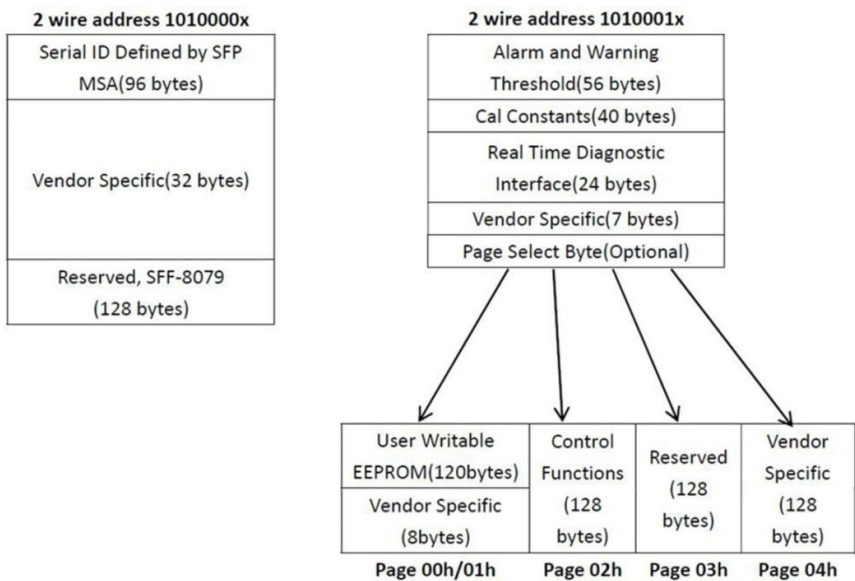 2 wire address 1010000x
Serial ID Defined by SFP
MSA(96 bytes)
Vendor Specific(32 bytes)
Reserved, SFF-8079
(128 bytes)
2 wire address 1010001x
Alarm and Warning
Threshold(56 bytes)
Cal Constants(40 bytes)
Real Time Diagnostic
Interface(24 bytes)
Vendor Specific(7 bytes)
Page Select Byte(Optional)
User Writable
EEPROM(120bytes)
Vendor Specific
(8bytes)
Page 00h/01h
Control
Functions
(128
bytes)
Page 02h
Reserved
(128
bytes)
Page 03h
Vendor
Specific
(128
bytes)
Page 04h